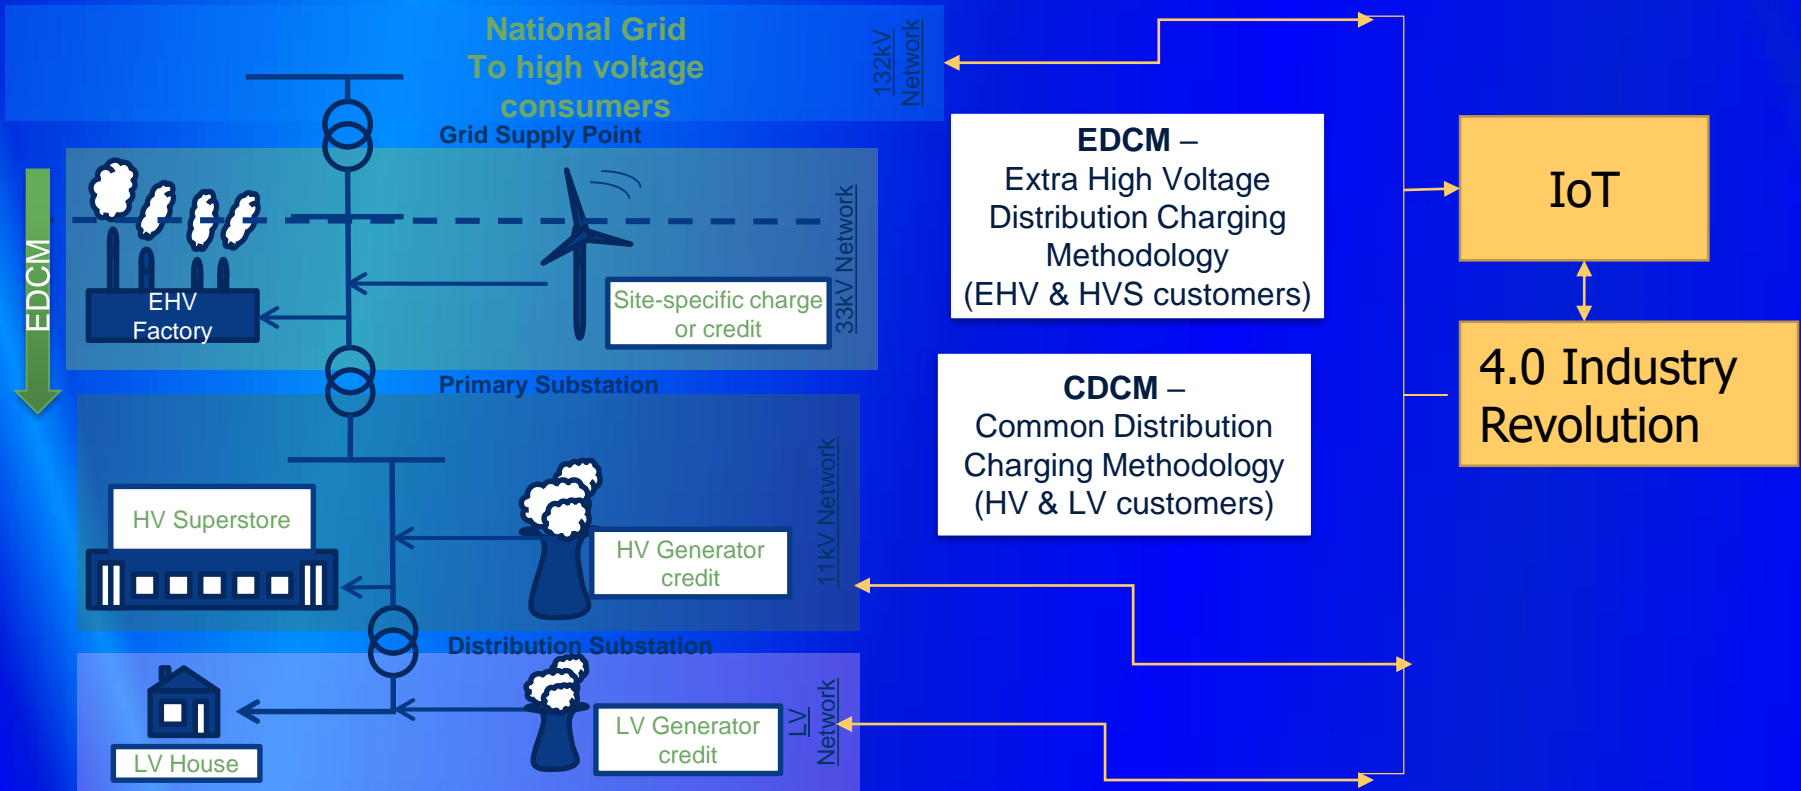 National Grid
To high voltage
consumers
132kV
Network
Grid Supply Point
EDCM
EHV
Factory
Site-specific charge
or credit
33kV Network
Primary Substation
HV Superstore
HV Generator
credit
11kV Network
Distribution Substation
LV House
LV Generator
credit
LV
Network
EDCM –
Extra High Voltage
Distribution Charging
Methodology
(EHV & HVS customers)
CDCM –
Common Distribution
Charging Methodology
(HV & LV customers)
IoT
4.0 Industry
Revolution